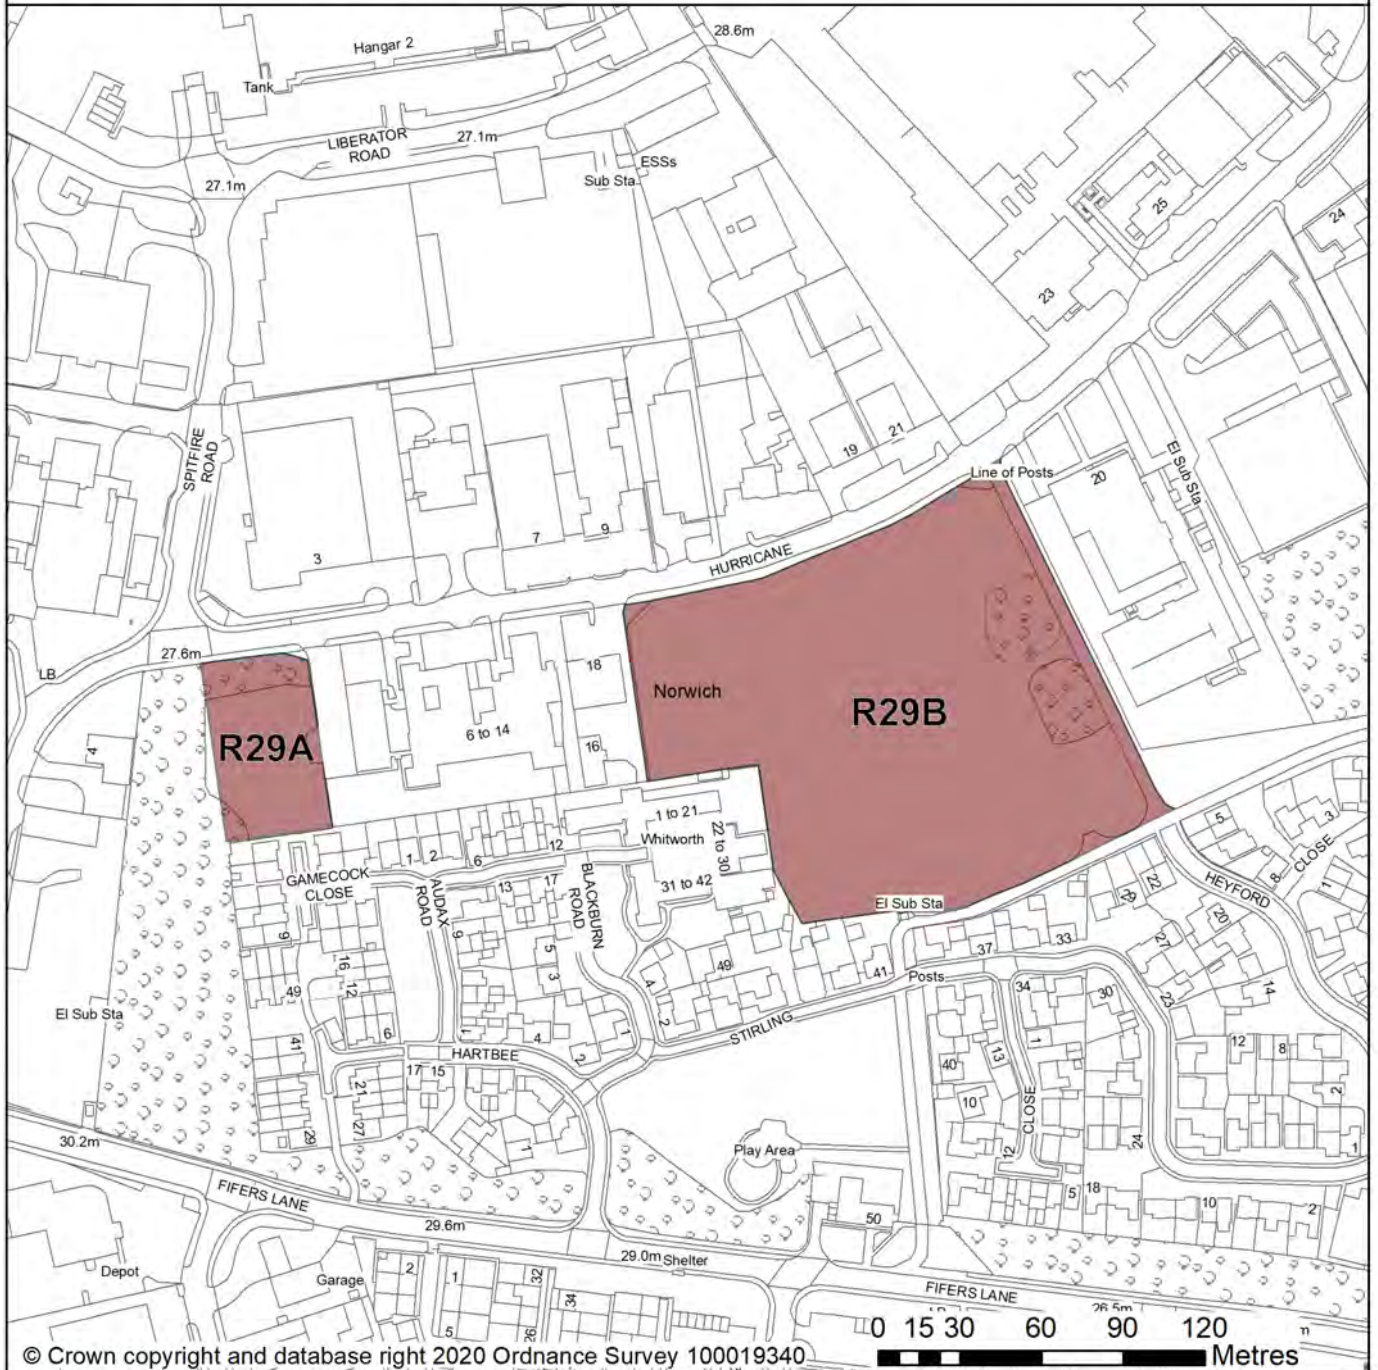 28.6m
Hangar 2
Tank
LIBERATOR
ROAD
27.1m
ESSs
Sub Sta
27.1m
25
24
23
SPITFIRE
ROAD
19
21
Line of Posts
20
El Sub Sta
3
7
9
HURRICANE
27.6m
LB
18
Norwich
R29B
R29A
6 to 14
16
4
1 to 21
Whitworth
22 to 30
31 to 42
12
1
2
6
GAMECOCK
CLOSE
13
17
AUDAX
ROAD
BLACKBURN
ROAD
El Sub Sta
5
3
8
CLOSE
1
HEYFORD
29
22
20
27
37
33
41
Posts
9
9
16
12
49
5
3
49
4
2
34
30
23
14
El Sub Sta
41
6
1
4
2
1
STIRLING
HARTBEE
17
15
21
27
29
1
40
13
1
10
CLOSE
12
12
8
2
1
24
Play Area
30.2m
FIFERS LANE
29.6m
5
18
10
2
50
29.0m
Shelter
Depot
Garage
2
1
32
34
5
26
FIFERS LANE
26.5m
0 15 30 60 90 120
Metres
© Crown copyright and database right 2020 Ordnance Survey 100019340